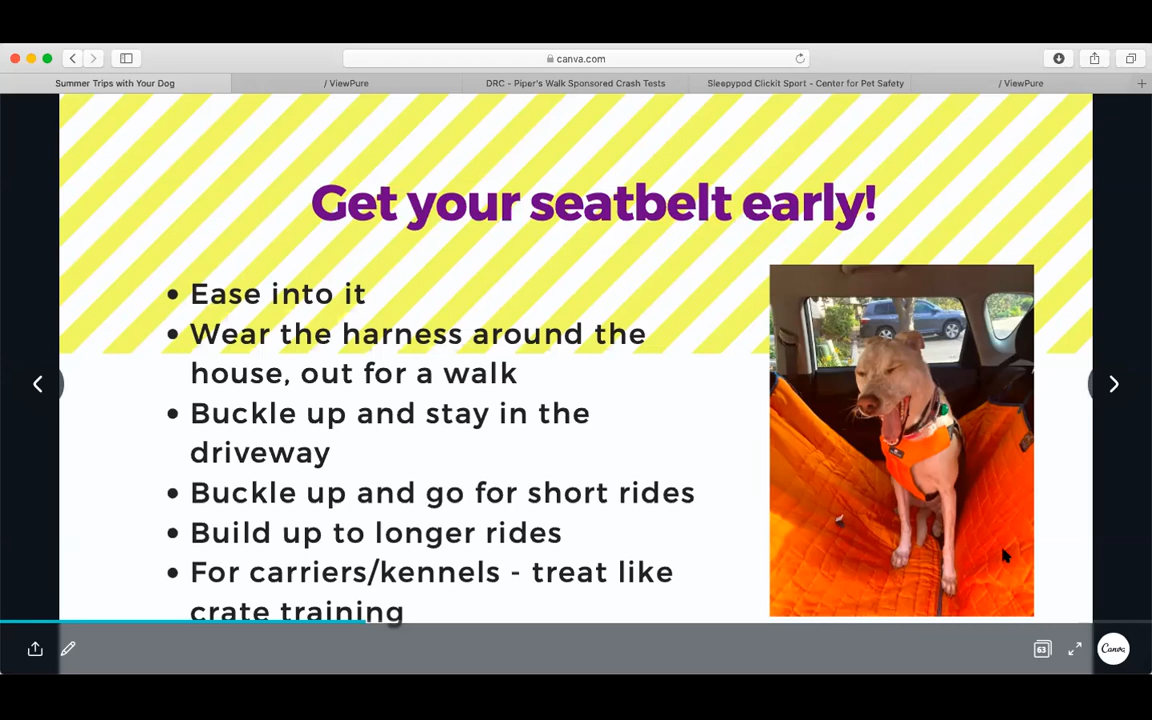 canva.com
Summer Trips with Your Dog
/ ViewPure
DRC - Piper's Walk Sponsored Crash Tests
Sleepypod Clickit Sport - Center for Pet Safety
/ ViewPure
Get your seatbelt early!
• Ease into it
• Wear the harness around the
house, out for a walk
• Buckle up and stay in the
driveway
• Buckle up and go for short rides
• Build up to longer rides
• For carriers/kennels - treat like
crate training
63
Canva